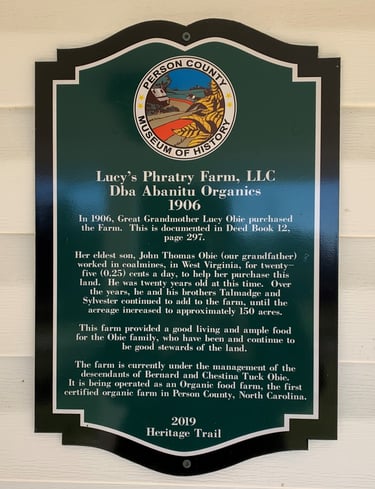 PERSON COUNTY
MUSEUM OF HISTORY
Lucy's Phratry Farm, LLC
Dba Abanitu Organics
1906
In 1906, Great Grandmother Lucy Obie purchased
the Farm. This is documented in Deed Book 12,
page 297.
Her eldest son, John Thomas Obie (our grandfather)
worked in coalmines, in West Virginia, for twenty-
five (0.25) cents a day, to help her purchase this
land. He was twenty years old at this time. Over
the years, he and his brothers Talmadge and
Sylvester continued to add to the farm, until the
acreage increased to approximately 150 acres.
This farm provided a good living and ample food
for the Obie family, who have been and continue to
be good stewards of the land.
The farm is currently under the management of the
descendants of Bernard and Chestina Tuck Obie.
It is being operated as an Organic food farm, the first
certified organic farm in Person County, North Carolina.
2019
Heritage Trail